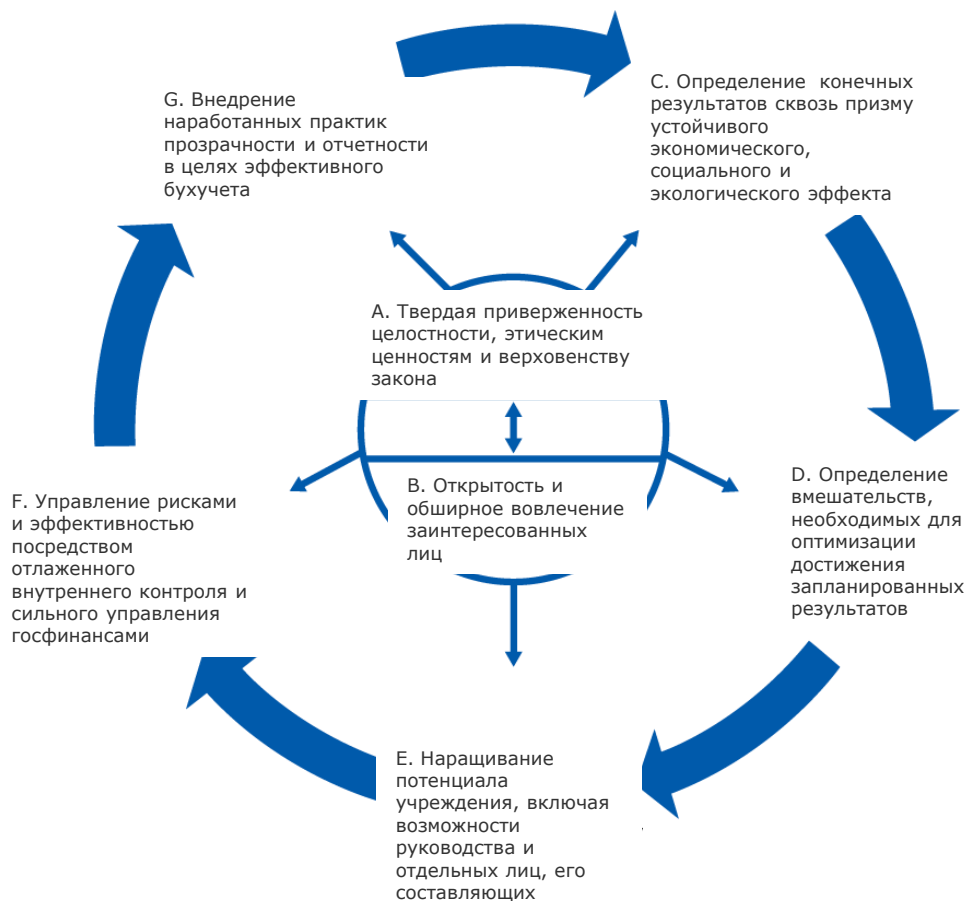 G. Внедрение
наработанных практик
прозрачности и отчетности
в целях эффективного
бухучета
C. Определение конечных
результатов сквозь призму
устойчивого
экономического,
социального и
экологического эффекта
A. Твердая приверженность
целостности, этическим
ценностям и верховенству
закона
B. Открытость и
обширное вовлечение
заинтересованных
лиц
D. Определение
вмешательств,
необходимых для
оптимизации
достижения
запланированных
результатов
F. Управление рисками
и эффективностью
посредством
отлаженного
внутреннего контроля и
сильного управления
госфинансами
E. Наращивание
потенциала
учреждения, включая
возможности
руководства и
отдельных лиц, его
составляющих